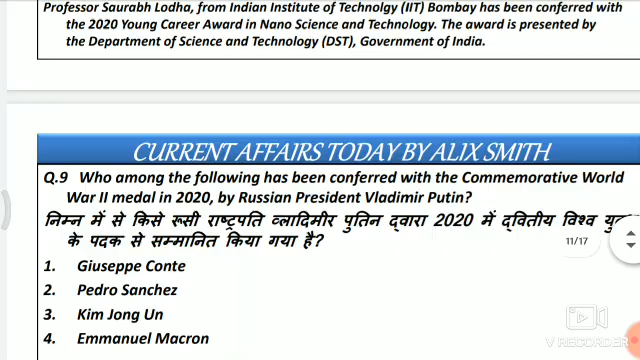 Professor Saurabh Lodha, from Indian Institute of Technolgy (IIT) Bombay has been conferred with
the 2020 Young Career Award in Nano Science and Technology. The award is presented by
the Department of Science and Technology (DST), Government of India.
CURRENT AFFAIRS TODAY BY ALIX SMITH
Q.9 Who among the following has been conferred with the Commemorative World
War II medal in 2020, by Russian President Vladimir Putin?
निम्न में से किसे रूसी राष्ट्रपति व्लादिमीर पुतिन द्वारा 2020 में द्वितीय विश्व
के पदक से सम्मानित किया गया है?
11/17
1. Giuseppe Conte
2. Pedro Sanchez
3. Kim Jong Un
4. Emmanuel Macron
V RECORDER